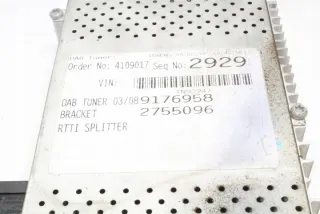 DAB Tuner
Order No: 4109017 Seq No: 2929
VIN:
DAB TUNER 03/08 9176958
BRACKET 2755096
RTTI SPLITTER